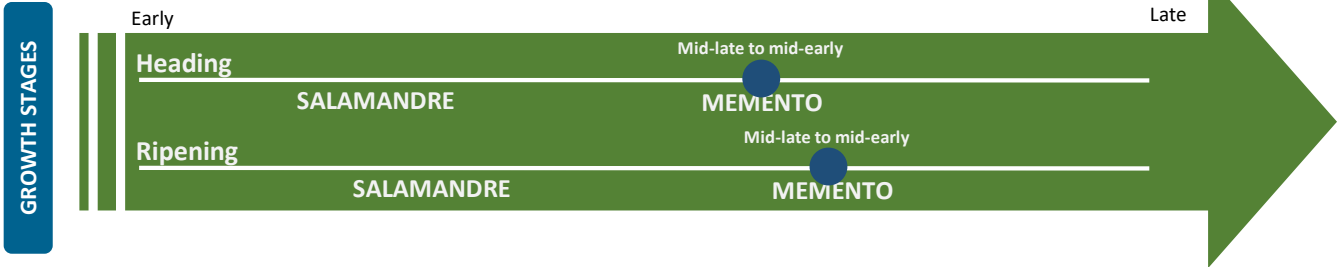 GROWTH STAGES
Early
Late
Heading
Mid-late to mid-early
SALAMANDRE
MEMENTO
Ripening
Mid-late to mid-early
SALAMANDRE
MEMENTO